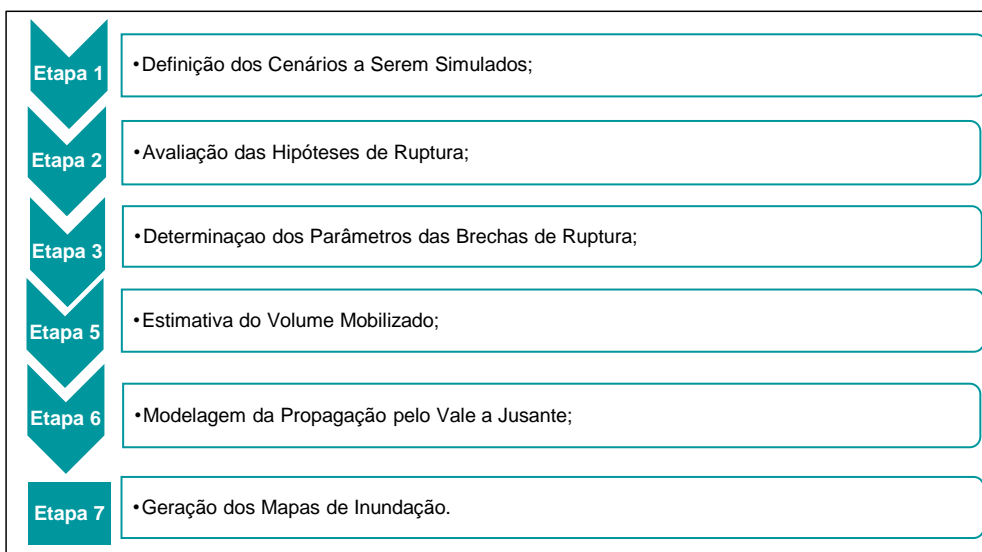 Etapa 1
•Definição dos Cenários a Serem Simulados;
Etapa 2
•Avaliação das Hipóteses de Ruptura;
Etapa 3
•Determinaçao dos Parâmetros das Brechas de Ruptura;
Etapa 5
•Estimativa do Volume Mobilizado;
Etapa 6
•Modelagem da Propagação pelo Vale a Jusante;
Etapa 7
•Geração dos Mapas de Inundação.